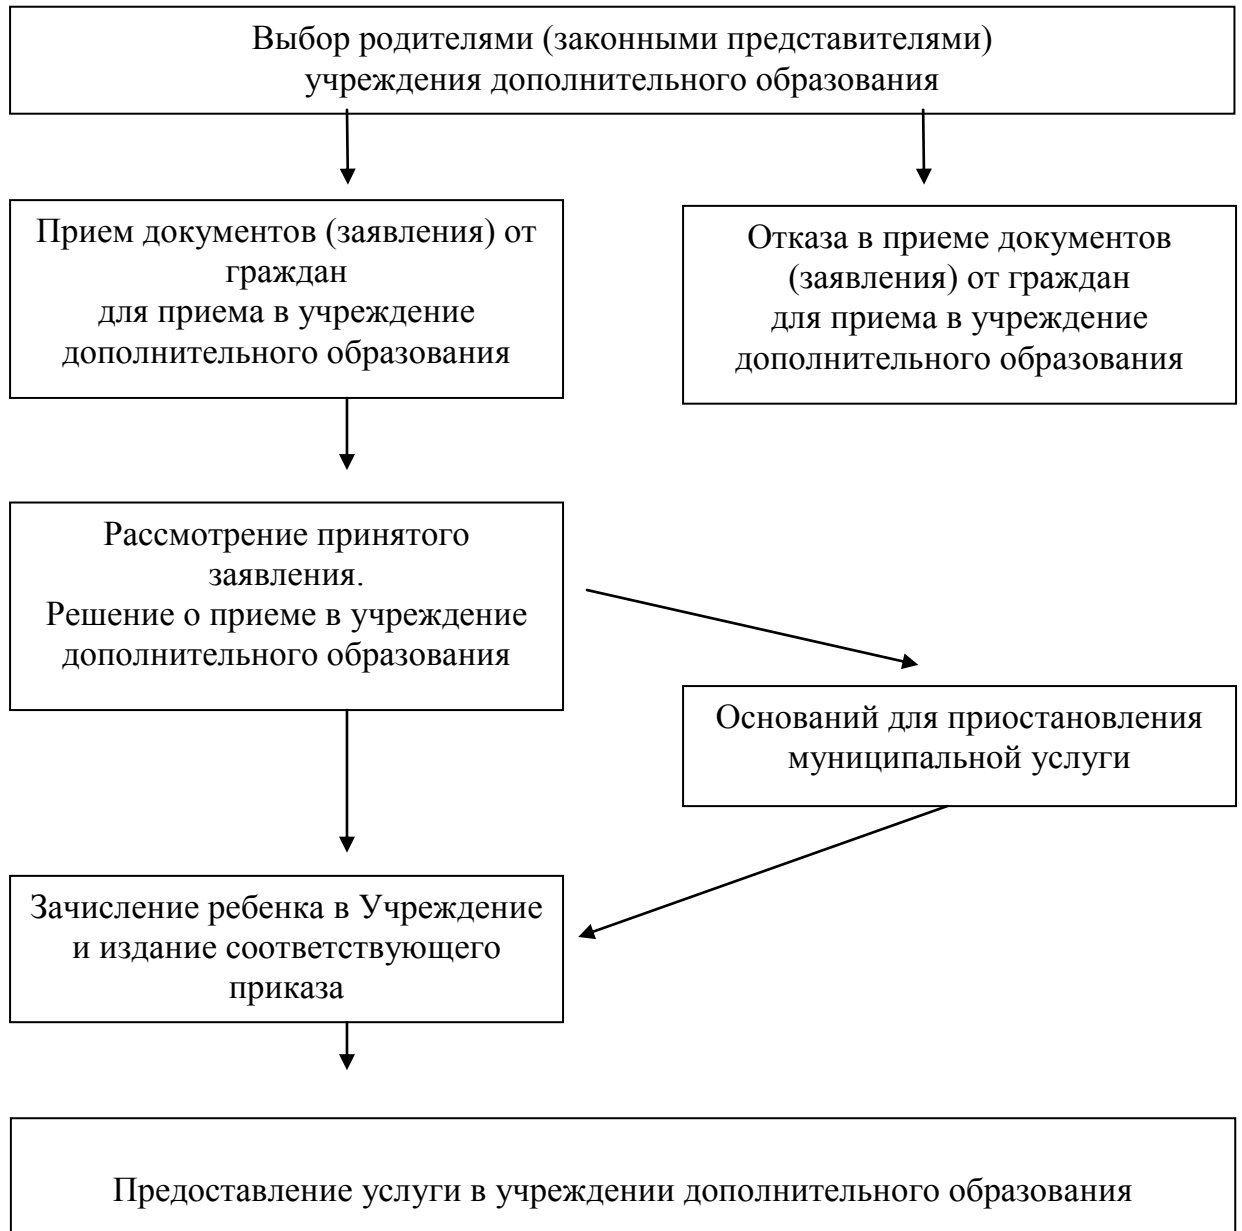 Выбор родителями (законными представителями)
учреждения дополнительного образования
Прием документов (заявления) от
граждан
для приема в учреждение
дополнительного образования
Отказа в приеме документов
(заявления) от граждан
для приема в учреждение
дополнительного образования
Рассмотрение принятого
заявления.
Решение о приеме в учреждение
дополнительного образования
Оснований для приостановления
муниципальной услуги
Зачисление ребенка в Учреждение
и издание соответствующего
приказа
Предоставление услуги в учреждении дополнительного образования